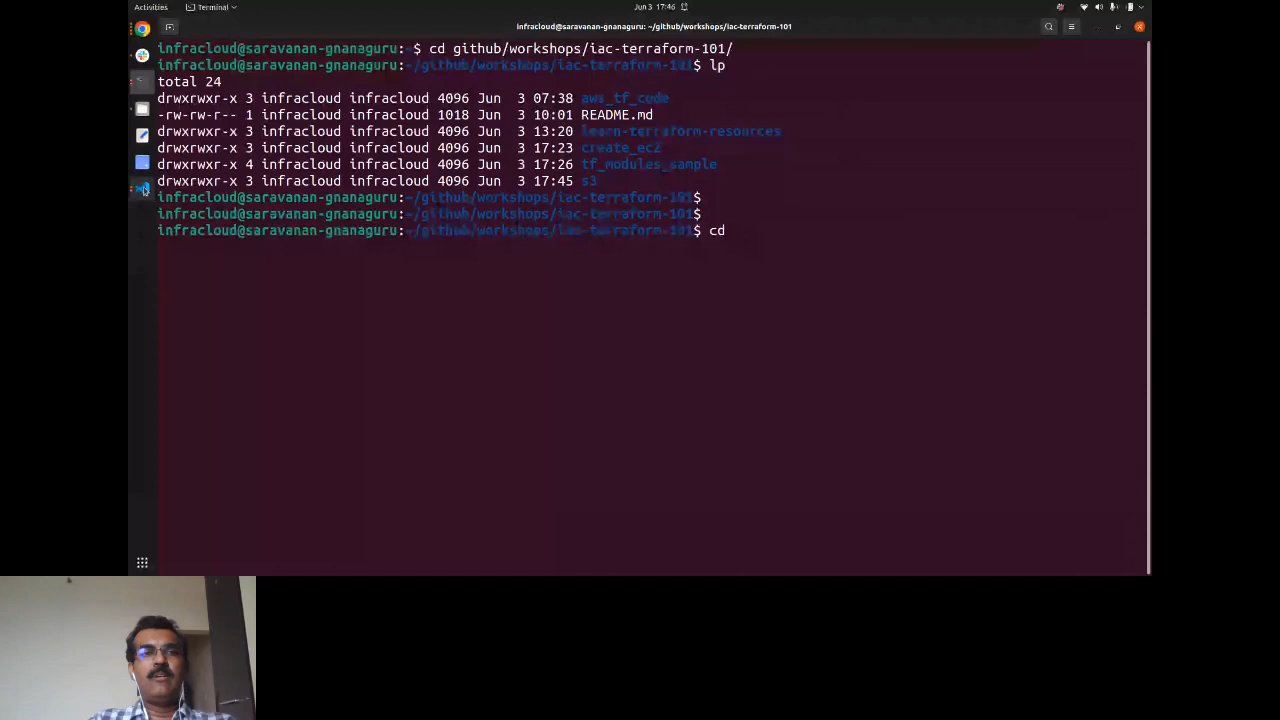 Activities
Terminal
Jun 3 17:46
infracloud@saravanan-gnanaguru: ~/github/workshops/iac-terraform-101
infracloud@saravanan-gnanaguru:~$ cd github/workshops/iac-terraform-101/
infracloud@saravanan-gnanaguru:~/github/workshops/iac-terraform-101$ lp
total 24
drwxrwxr-x 3 infracloud infracloud 4096 Jun  3 07:38 aws_tf_code
-rw-rw-r-- 1 infracloud infracloud 1018 Jun  3 10:01 README.md
drwxrwxr-x 3 infracloud infracloud 4096 Jun  3 13:20 learn-terraform-resources
drwxrwxr-x 3 infracloud infracloud 4096 Jun  3 17:23 create_ec2
drwxrwxr-x 4 infracloud infracloud 4096 Jun  3 17:26 tf_modules_sample
drwxrwxr-x 3 infracloud infracloud 4096 Jun  3 17:45 s3
infracloud@saravanan-gnanaguru:~/github/workshops/iac-terraform-101$
infracloud@saravanan-gnanaguru:~/github/workshops/iac-terraform-101$
infracloud@saravanan-gnanaguru:~/github/workshops/iac-terraform-101$ cd